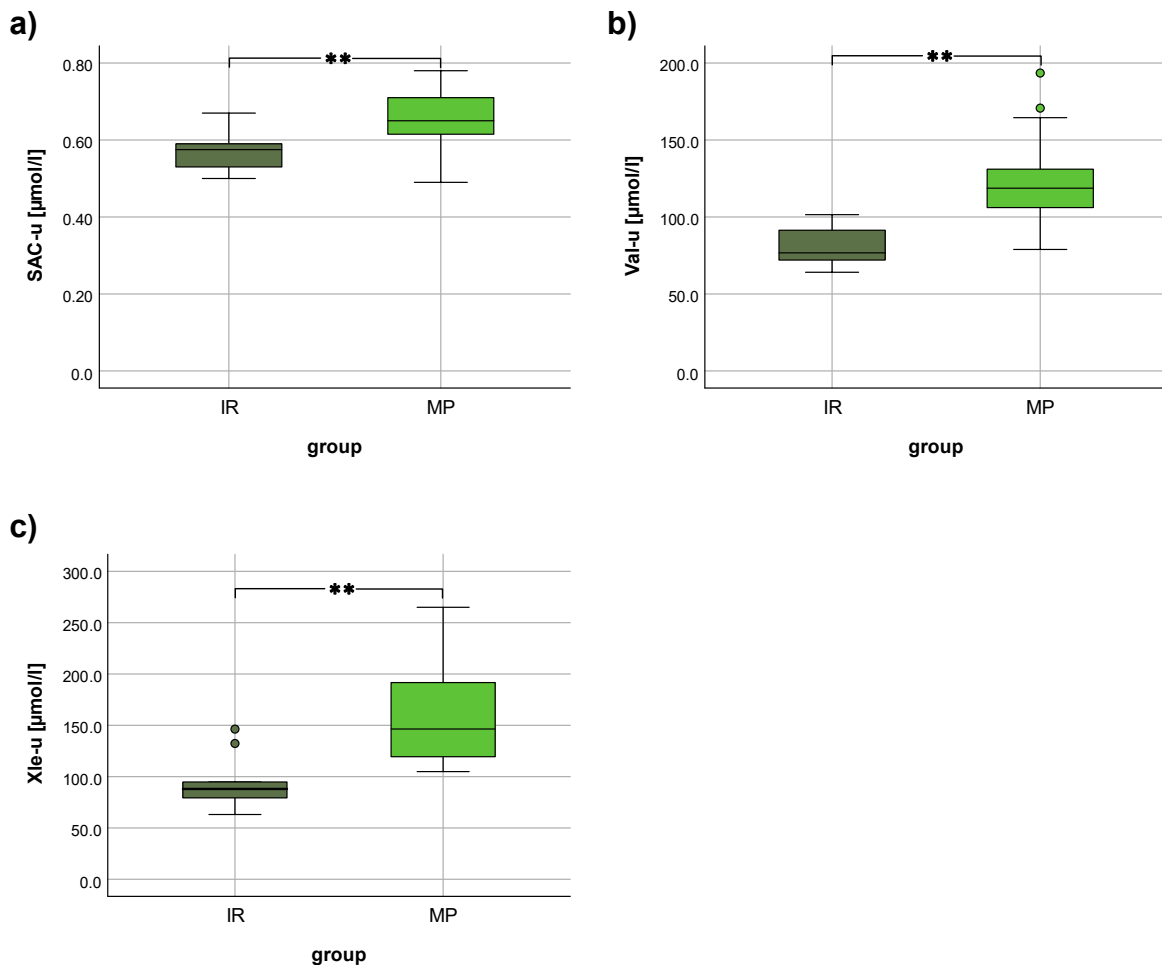 a)
**
0.80
0.60
0.40
0.20
0.0
SAC-u [µmol/l]
IR MP
group
b)
**
200.0
150.0
100.0
50.0
0.0
Val-u [µmol/l]
IR MP
group
c)
**
300.0
250.0
200.0
150.0
100.0
50.0
0.0
Xle-u [µmol/l]
IR MP
group